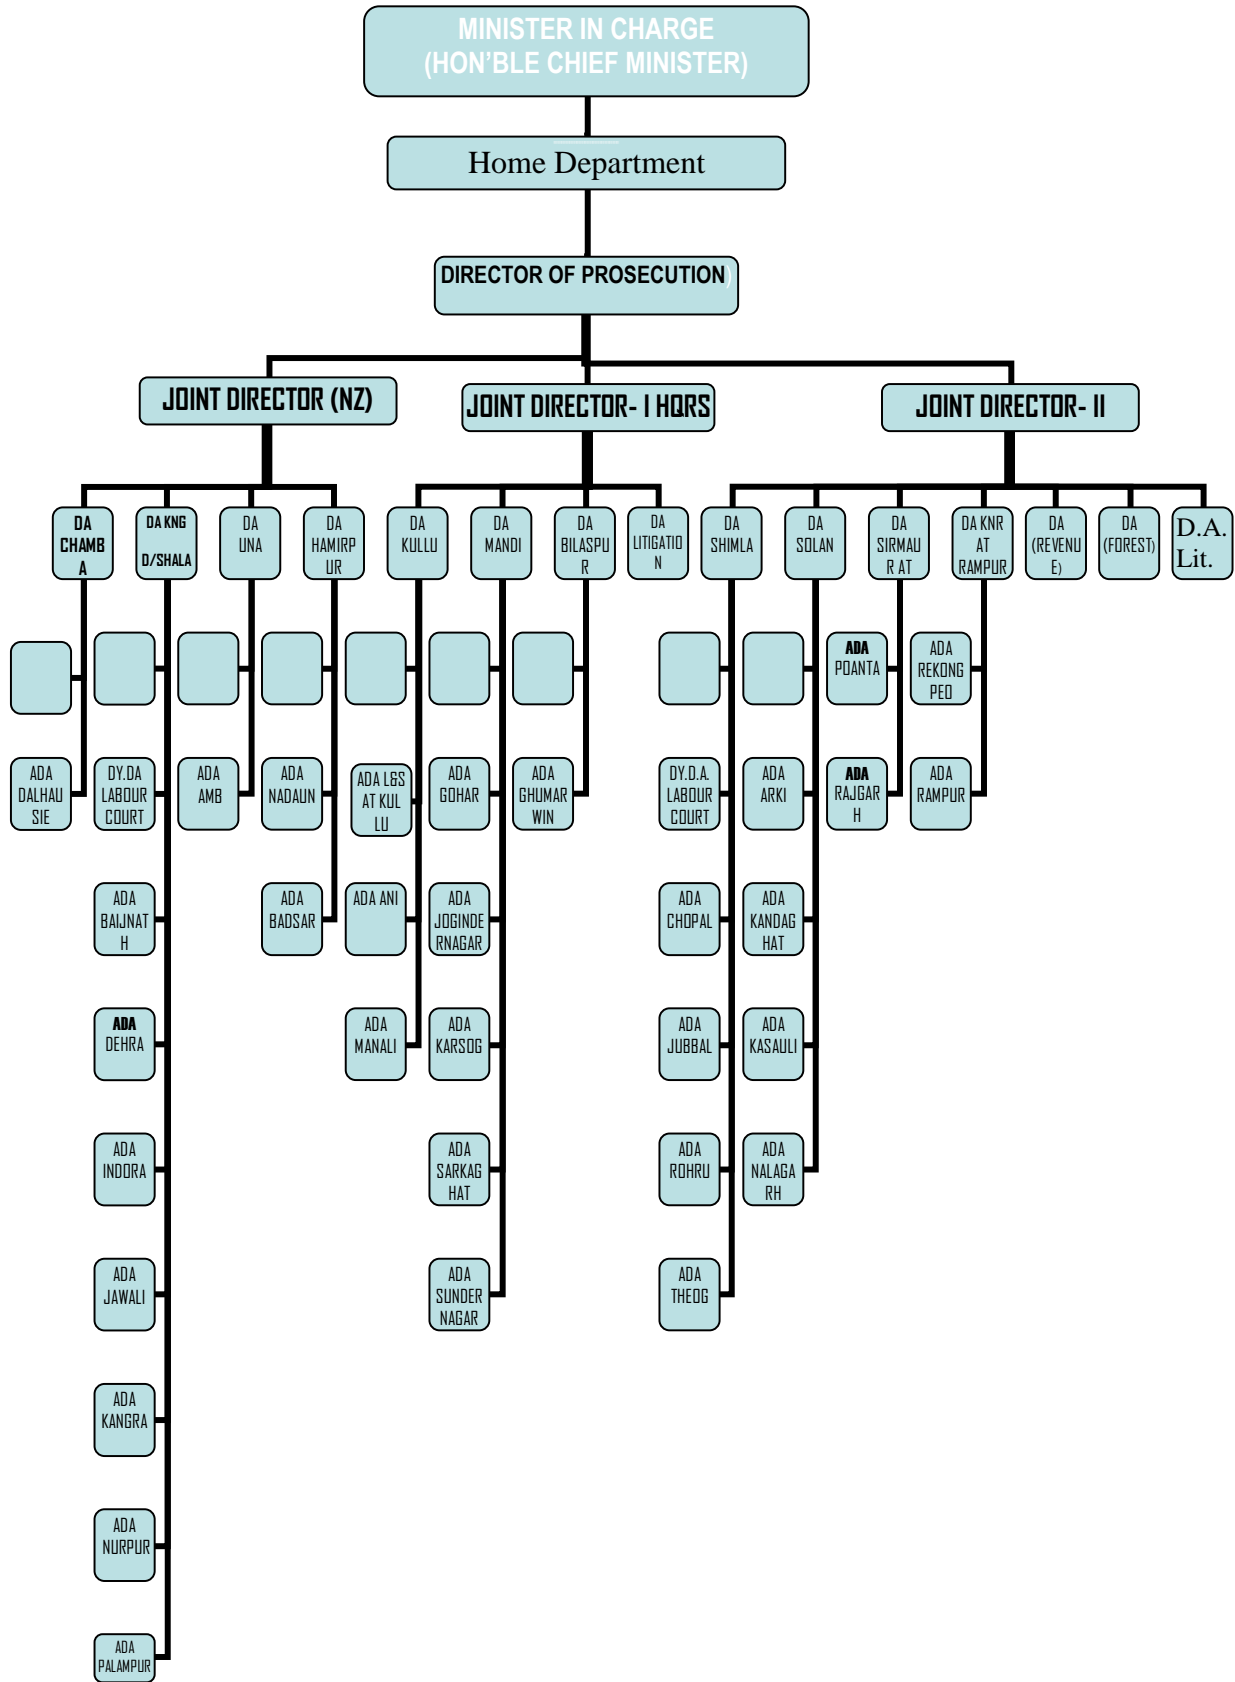 MINISTER IN CHARGE
(HON'BLE CHIEF MINISTER)
Home Department
DIRECTOR OF PROSECUTION)
JOINT DIRECTOR (NZ)
JOINT DIRECTOR- I HQRS
JOINT DIRECTOR- II
DA
CHAMB
A
DA KNG
D/SHALA
DA
UNA
DA
HAMIRP
UR
DA
KULLU
DA
MANDI
DA
BILASPU
R
DA
LITIGATIO
N
DA
SHIMLA
DA
SOLAN
DA
SIRMAU
R AT
DA KNR
AT
RAMPUR
DA
(REVENU
E)
DA
(FOREST)
D.A.
Lit.
ADA
POANTA
ADA
REKONG
PEO
ADA
DALHAU
SIE
DY.DA
LABOUR
COURT
ADA
AMB
ADA
NADAUN
ADA L&S
AT KUL
LU
ADA
GOHAR
ADA
GHUMAR
WIN
DY.D.A.
LABOUR
COURT
ADA
ARKI
ADA
RAJGAR
H
ADA
RAMPUR
ADA
BAIJNAT
H
ADA
BADSAR
ADA ANI
ADA
JOGINDE
RNAGAR
ADA
CHOPAL
ADA
KANDAG
HAT
ADA
DEHRA
ADA
MANALI
ADA
KARSOG
ADA
JUBBAL
ADA
KASAULI
ADA
INDORA
ADA
SARKAG
HAT
ADA
ROHRU
ADA
NALAGA
RH
ADA
JAWALI
ADA
SUNDER
NAGAR
ADA
THEOG
ADA
KANGRA
ADA
NURPUR
ADA
PALAMPUR